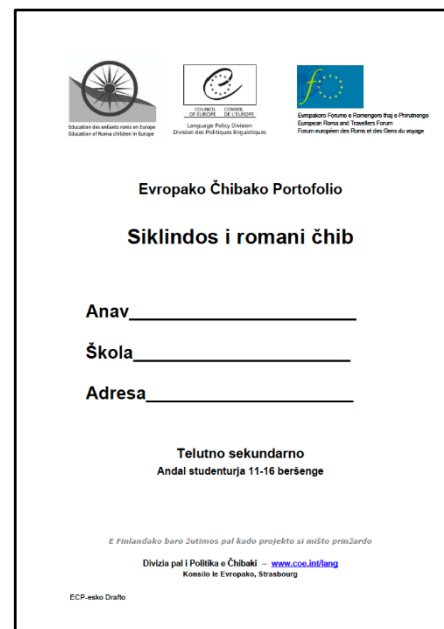 Education des enfants roms en Europe
Education of Roma children in Europe
COUNCIL OF EUROPE
CONSEIL DE L'EUROPE
Language Policy Division
Division des Politiques linguistiques
Evropakoro Forumo e Romengoro thaj e Phirutnengo
European Roma and Travellers Forum
Forum européen des Roms et des Gens du voyage
Evropako Čhibako Portofolio
Siklindos i romani čhib
Anav
Škola
Adresa
Telutno sekundarno
Andal studenturja 11-16 beršenge
E Finlandako baro žutimos pal kado projekto si mišto prinžardo
Divizia pal i Politika e Čhibaki – www.coe.int/lang
Konsilo le Evropako, Strasbourg
ECP-esko Drafto